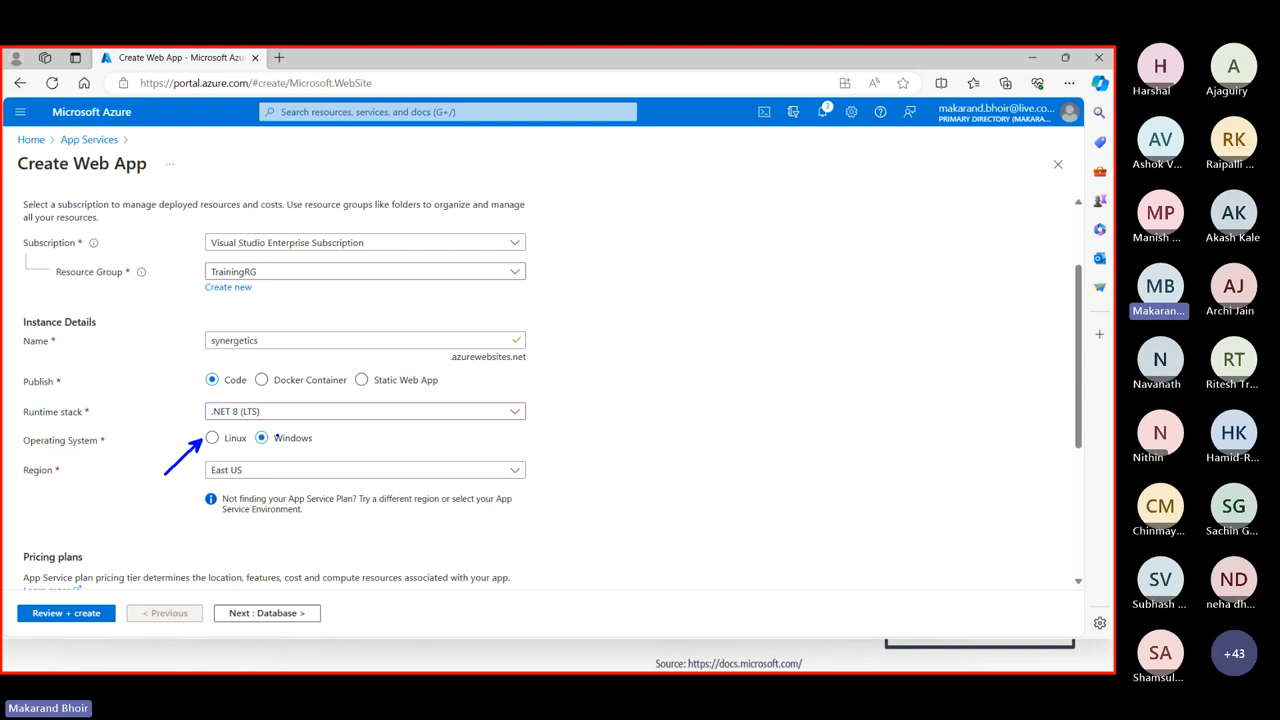 Create Web App - Microsoft Azu
https://portal.azure.com/#create/Microsoft.WebSite
Microsoft Azure
Search resources, services, and docs (G+/)
3
makarand.bhoir@live.co...
PRIMARY DIRECTORY (MAKARA...
Home > App Services >
Create Web App ...
Select a subscription to manage deployed resources and costs. Use resource groups like folders to organize and manage
all your resources.
Subscription *
Visual Studio Enterprise Subscription
Resource Group *
TrainingRG
Create new
Instance Details
Name *
synergetics
.azurewebsites.net
Publish *
Code Docker Container Static Web App
Runtime stack *
.NET 8 (LTS)
Operating System *
Linux Windows
Region *
East US
Not finding your App Service Plan? Try a different region or select your App
Service Environment.
Pricing plans
App Service plan pricing tier determines the location, features, cost and compute resources associated with your app.
Learn more
Review + create
< Previous
Next : Database >
Source: https://docs.microsoft.com/
Makarand Bhoir
H
Harshal
A
Ajagulry
AV
Ashok V...
RK
Raipalli ...
MP
Manish ...
AK
Akash Kale
MB
Makaran...
AJ
Archi Jain
N
Navanath
RT
Ritesh Tr...
N
Nithin
HK
Hamid-R...
CM
Chinmay...
SG
Sachin G...
SV
Subhash ...
ND
neha dh...
SA
Shamsul...
+43